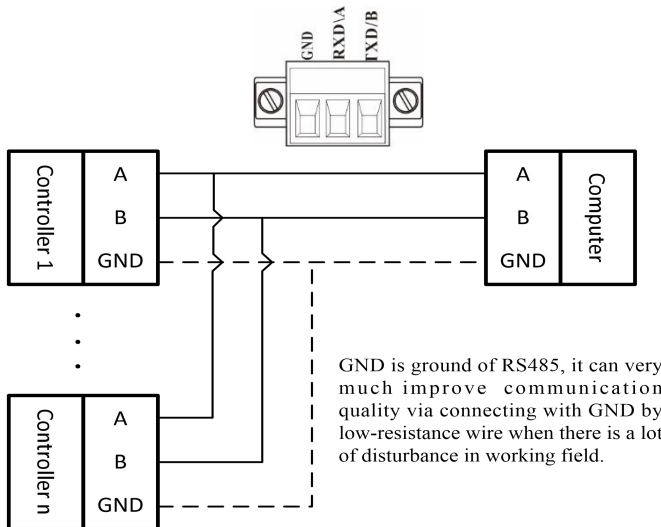 GND
RXD\A
TXD/B
Controller 1
A
B
GND
A
B
GND
Computer
Controller n
A
B
GND
GND is ground of RS485, it can very
much improve communication
quality via connecting with GND by
low-resistance wire when there is a lot
of disturbance in working field.